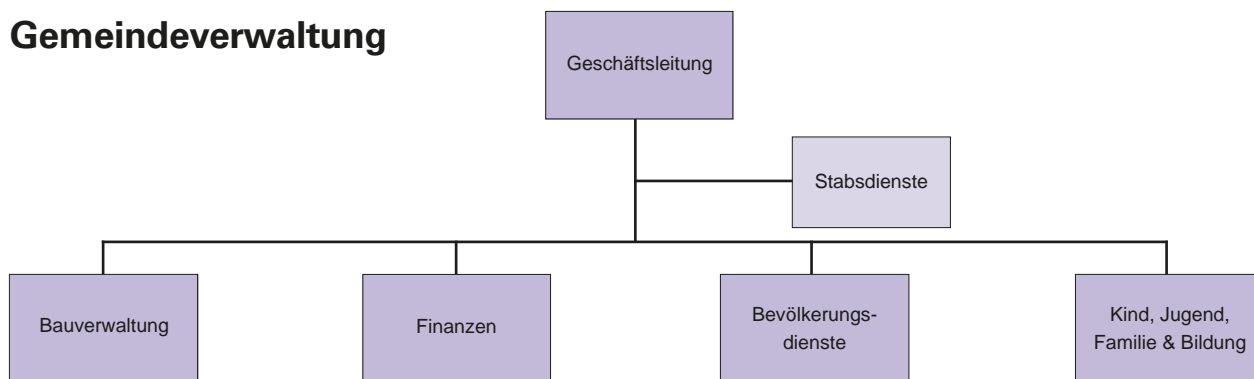 Gemeindeverwaltung
Geschäftsleitung
Stabsdienste
Bauverwaltung
Finanzen
Bevölkerungs-
dienste
Kind, Jugend,
Familie & Bildung